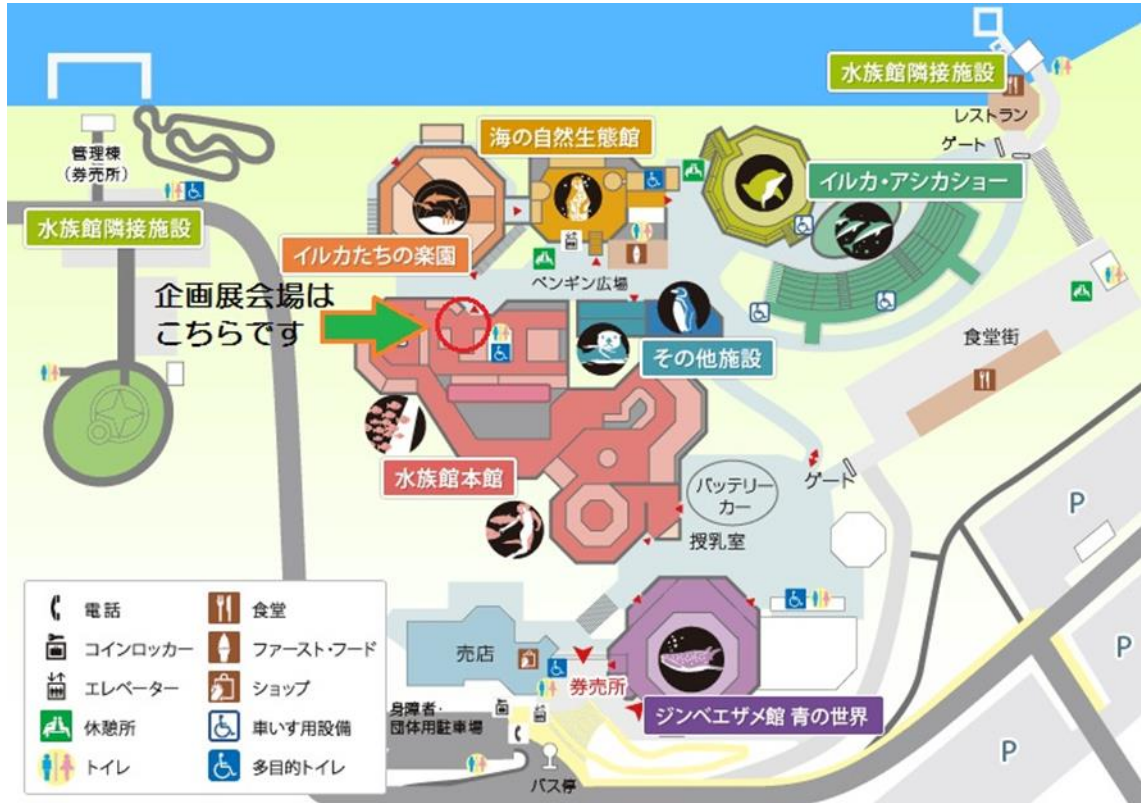 水族館隣接施設
レストラン
ゲート
海の自然生態館
イルカ・アシカショー
管理棟
(券売所)
水族館隣接施設
イルカたちの楽園
ペンギン広場
企画展会場は
こちらです
その他施設
食堂街
水族館本館
バッテリー
カー
ゲート
授乳室
P
P
P
売店
券売所
ジンベエザメ館 青の世界
身障者・
団体用駐車場
バス停
電話
食堂
コインロッカー
ファースト・フード
エレベーター
ショップ
休憩所
車いす用設備
トイレ
多目的トイレ